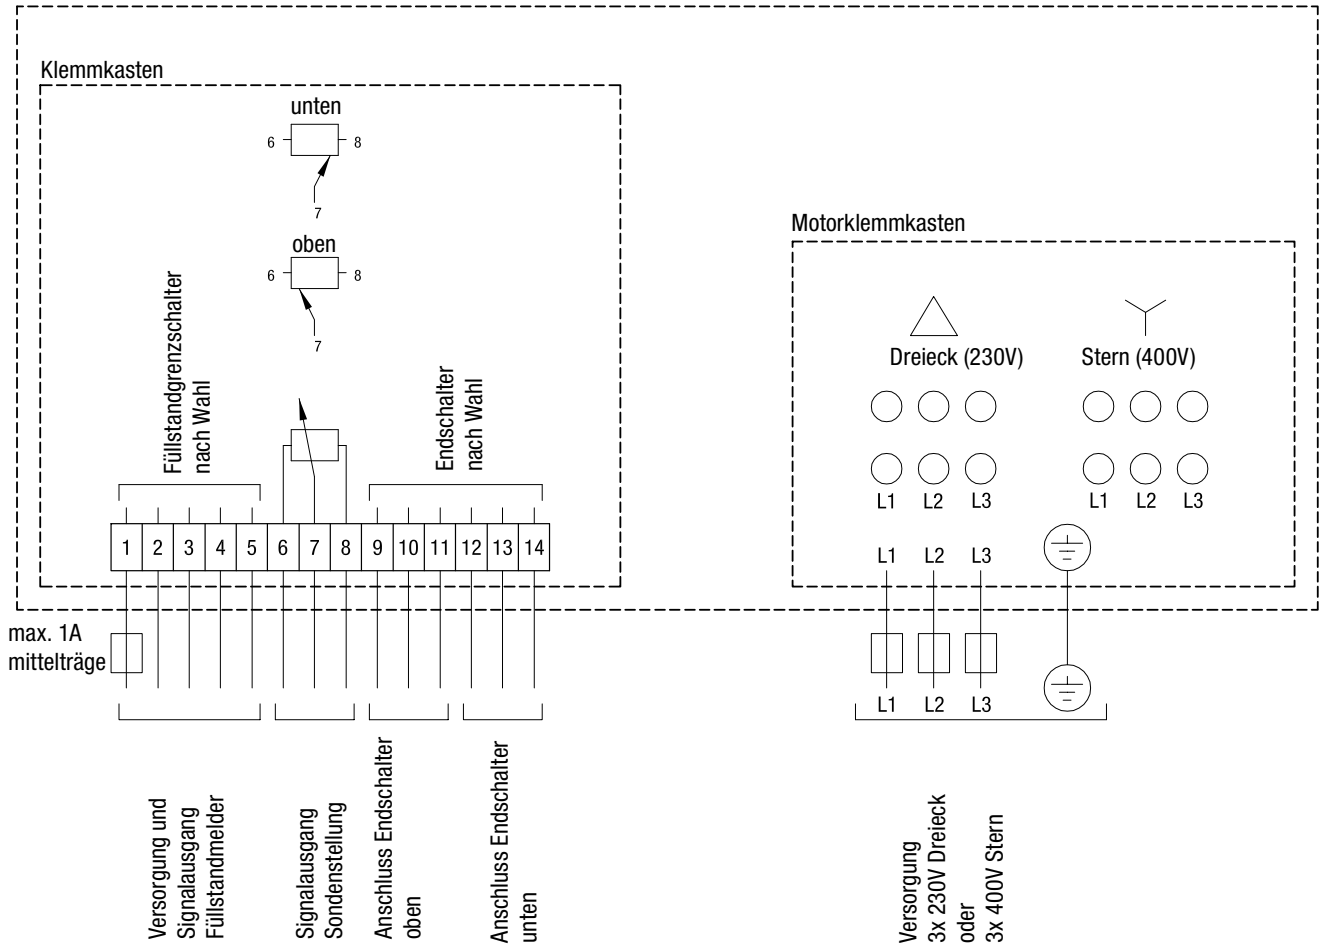 Klemmkasten
unten
6
8
7
oben
6
8
7
Füllstandgrenzschalter
nach Wahl
Endschalter
nach Wahl
1 2 3 4 5 6 7 8 9 10 11 12 13 14
max. 1A
mittelträge
Versorgung und
Signalausgang
Füllstandmelder
Signalausgang
Sondenstellung
Anschluss Endschalter
oben
Anschluss Endschalter
unten
Motorklemmkasten
Dreieck (230V)
Stern (400V)
L1 L2 L3
L1 L2 L3
L1 L2 L3
L1 L2 L3
Versorgung
3x 230V Dreieck
oder
3x 400V Stern